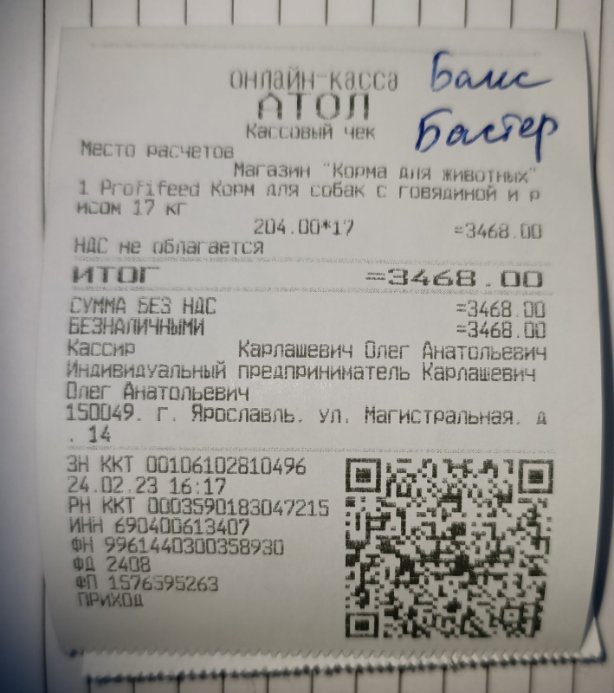 ОНЛАЙН-КАССА
АТОЛ
Кассовый чек
Бакс
Бастер
Место расчетов
Магазин "Корма для животных"
1 Profifeed Корм для собак с говядиной и р
исом 17 кг
204.00*17 =3468.00
НДС не облагается
ИТОГ =3468.00
СУММА БЕЗ НДС =3468.00
БЕЗНАЛИЧНЫМИ =3468.00
Кассир Карлашевич Олег Анатольевич
Индивидуальный предприниматель Карлашевич
Олег Анатольевич
150049. г. Ярославль. ул. Магистральная. д
. 14
ЗН ККТ 00106102810496
24.02.23 16:17
РН ККТ 0003590183047215
ИНН 690400613407
ФН 9961440300358930
ФД 2408
ФП 1576595263
ПРИХОД